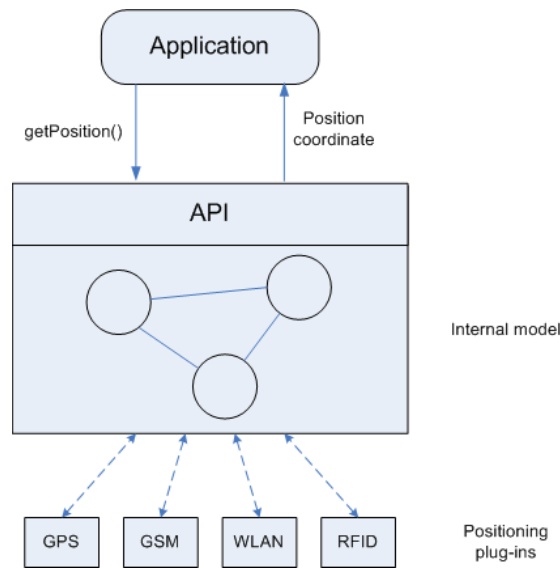 Application
getPosition()
Position
coordinate
API
Internal model
GPS
GSM
WLAN
RFID
Positioning
plug-ins